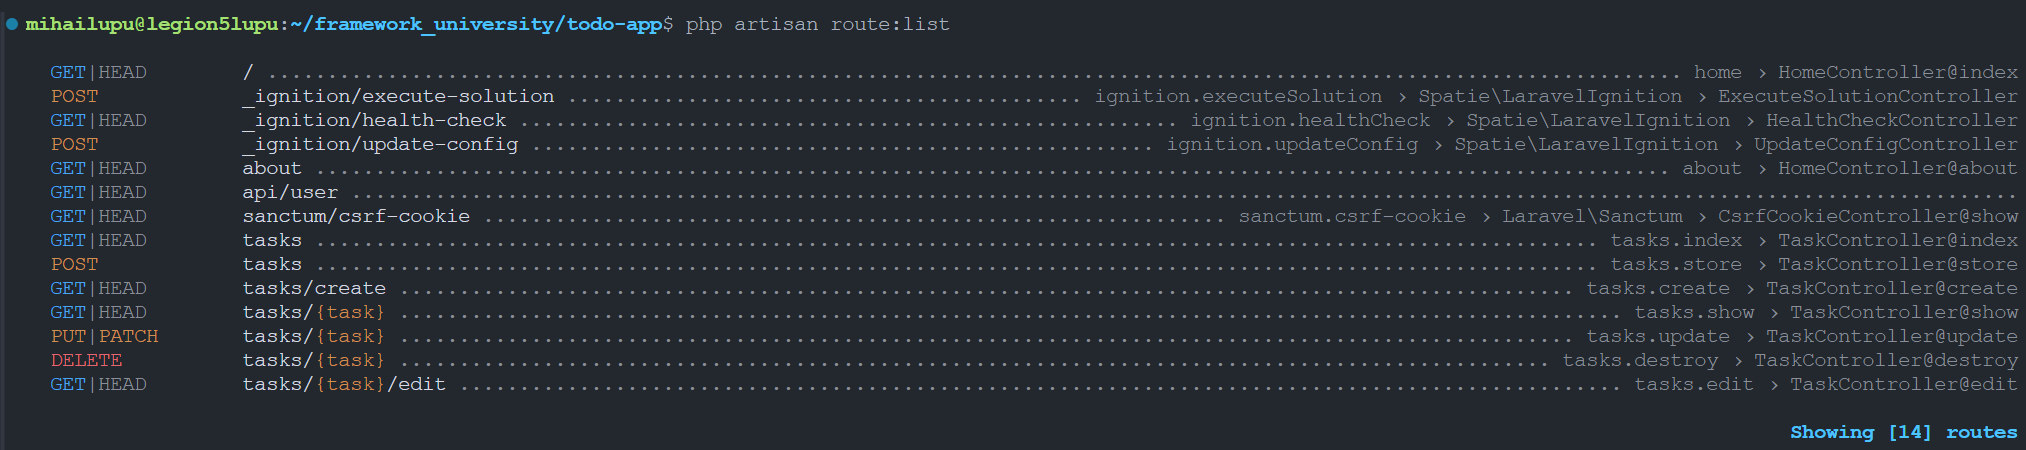 mihailupu@legion5lupu:~/framework_university/todo-app$ php artisan route:list
GET|HEAD / ........................................................................................................................ home › HomeController@index
POST _ignition/execute-solution ........................................... ignition.executeSolution › Spatie\LaravelIgnition › ExecuteSolutionController
GET|HEAD _ignition/health-check ....................................................... ignition.healthCheck › Spatie\LaravelIgnition › HealthCheckController
POST _ignition/update-config .................................................... ignition.updateConfig › Spatie\LaravelIgnition › UpdateConfigController
GET|HEAD about .................................................................................................................. about › HomeController@about
GET|HEAD api/user ...........................................................................................................................................
GET|HEAD sanctum/csrf-cookie .............................................................. sanctum.csrf-cookie › Laravel\Sanctum › CsrfCookieController@show
GET|HEAD tasks ........................................................................................................... tasks.index › TaskController@index
POST tasks ........................................................................................................... tasks.store › TaskController@store
GET|HEAD tasks/create .................................................................................................. tasks.create › TaskController@create
GET|HEAD tasks/{task} ...................................................................................................... tasks.show › TaskController@show
PUT|PATCH tasks/{task} .................................................................................................. tasks.update › TaskController@update
DELETE tasks/{task} ................................................................................................ tasks.destroy › TaskController@destroy
GET|HEAD tasks/{task}/edit ................................................................................................. tasks.edit › TaskController@edit
Showing [14] routes